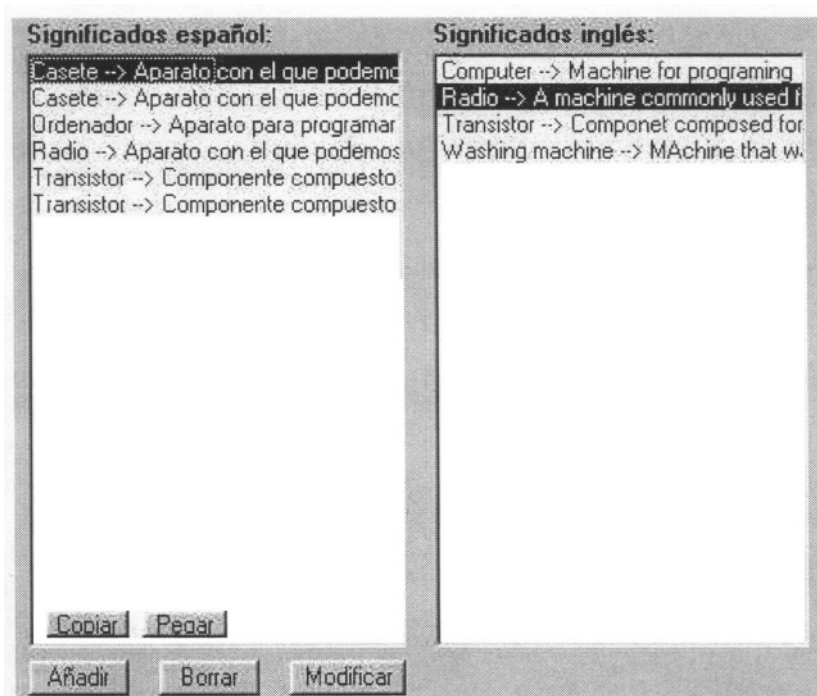 Significados español:
Casete --> Aparato con el que podemo
Casete --> Aparato con el que podemc
Ordenador --> Aparato para programar
Radio --> Aparato con el que podemos
Transistor --> Componente compuesto
Transistor --> Componente compuesto
Copiar Pegar
Añadir Borrar Modificar
Significados inglés:
Computer --> Machine for programing
Radio --> A machine commonly used f
Transistor --> Componet composed for
Washing machine --> MAchine that w